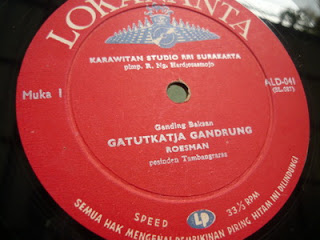 LOKANANTA
KARAWITAN STUDIO RRI SURAKARTA
pimp. R. Ng. Hardjosasmojo
Muka I
ALD-041
Gending Beksan
GATUTKATJA GANDRUNG
ROESMAN
pesinden Tambangraras
SPEED
LP
33⅓ RPM
SEMUA HAK MENGENAI PEMBIKINAN PIRING HITAM INI DILINDUNGI